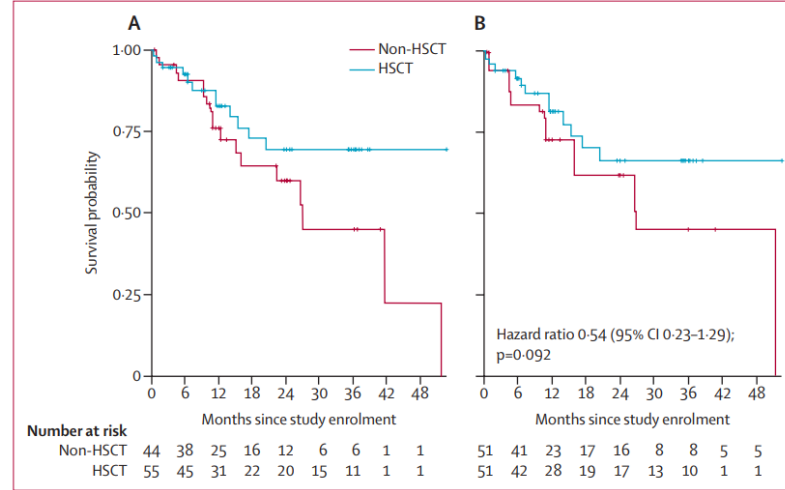 A
B
1·00
0·75
0·50
0·25
0
Survival probability
Non-HSCT
HSCT
Hazard ratio 0·54 (95% CI 0·23–1·29);
p=0·092
0 6 12 18 24 30 36 42 48
0 6 12 18 24 30 36 42 48
Months since study enrolment
Months since study enrolment
Number at risk
Non-HSCT 44 38 25 16 12 6 6 1 1 51 41 23 17 16 8 8 5 5
HSCT 55 45 31 22 20 15 11 1 1 51 42 28 19 17 13 10 1 1